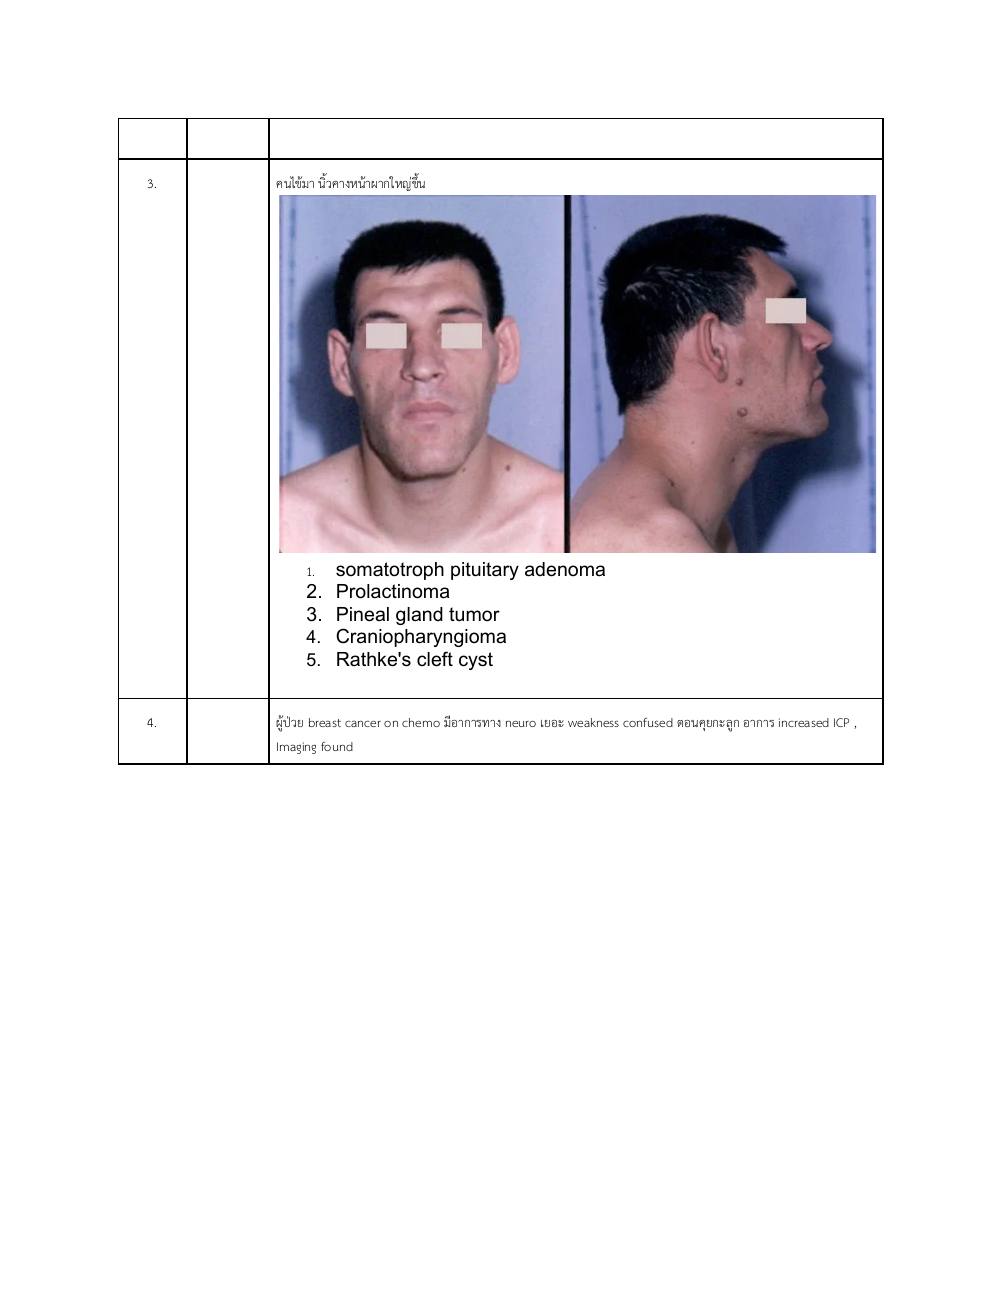 3.
คนไข้มา นิ้วคางหน้าผากใหญ่ขึ้น
1. somatotroph pituitary adenoma
2. Prolactinoma
3. Pineal gland tumor
4. Craniopharyngioma
5. Rathke's cleft cyst
4.
ผู้ป่วย breast cancer on chemo มีอาการทาง neuro เยอะ weakness confused ตอนคุยกะลูก อาการ increased ICP ,
Imaging found